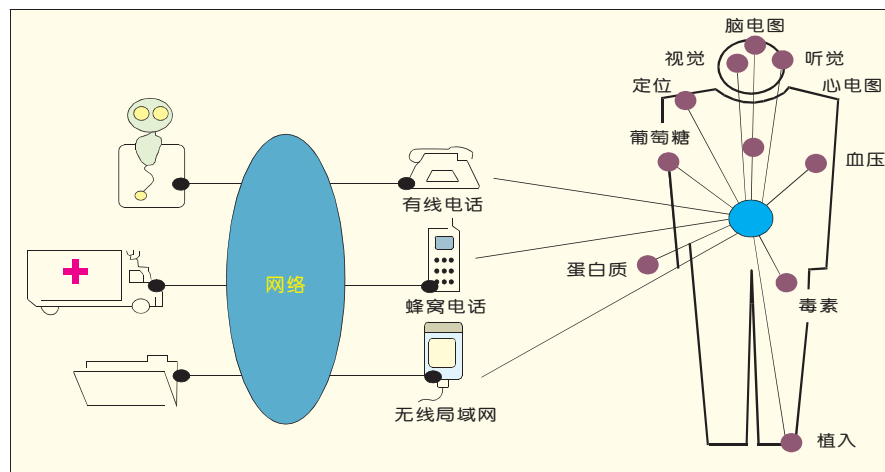 脑电图
视觉
听觉
定位
心电图
葡萄糖
血压
有线电话
蛋白质
网络
蜂窝电话
毒素
无线局域网
植入